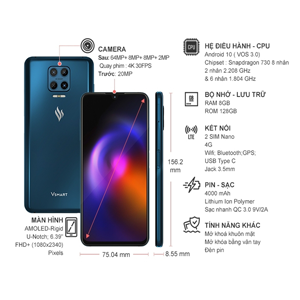 CAMERA
Sau: 64MP+ 8MP+ 8MP+ 2MP
Quay phim : 4K 30FPS
Trước: 20MP
VSMART
MÀN HÌNH
AMOLED-Rigid
U-Notch; 6.39"
FHD+ (1080x2340)
Pixels
156.2
mm
75.04 mm
8.55 mm
HỆ ĐIỀU HÀNH - CPU
Android 10 ( VOS 3.0)
Chipset : Snapdragon 730 8 nhân
2 nhân 2.208 GHz
& 6 nhân 1.804 GHz
BỘ NHỚ - LƯU TRỮ
RAM 8GB
ROM 128GB
KẾT NỐI
2 SIM Nano
4G
Wifi; Bluetooth;GPS;
USB Type C
Jack 3.5mm
LTE
PIN - SẠC
4000 mAh
Lithium Ion Polymer
Sạc nhanh QC 3.0 9V/2A
TÍNH NĂNG KHÁC
Mở khoá khuôn mặt
Mở khóa bằng vân tay
Đèn pin